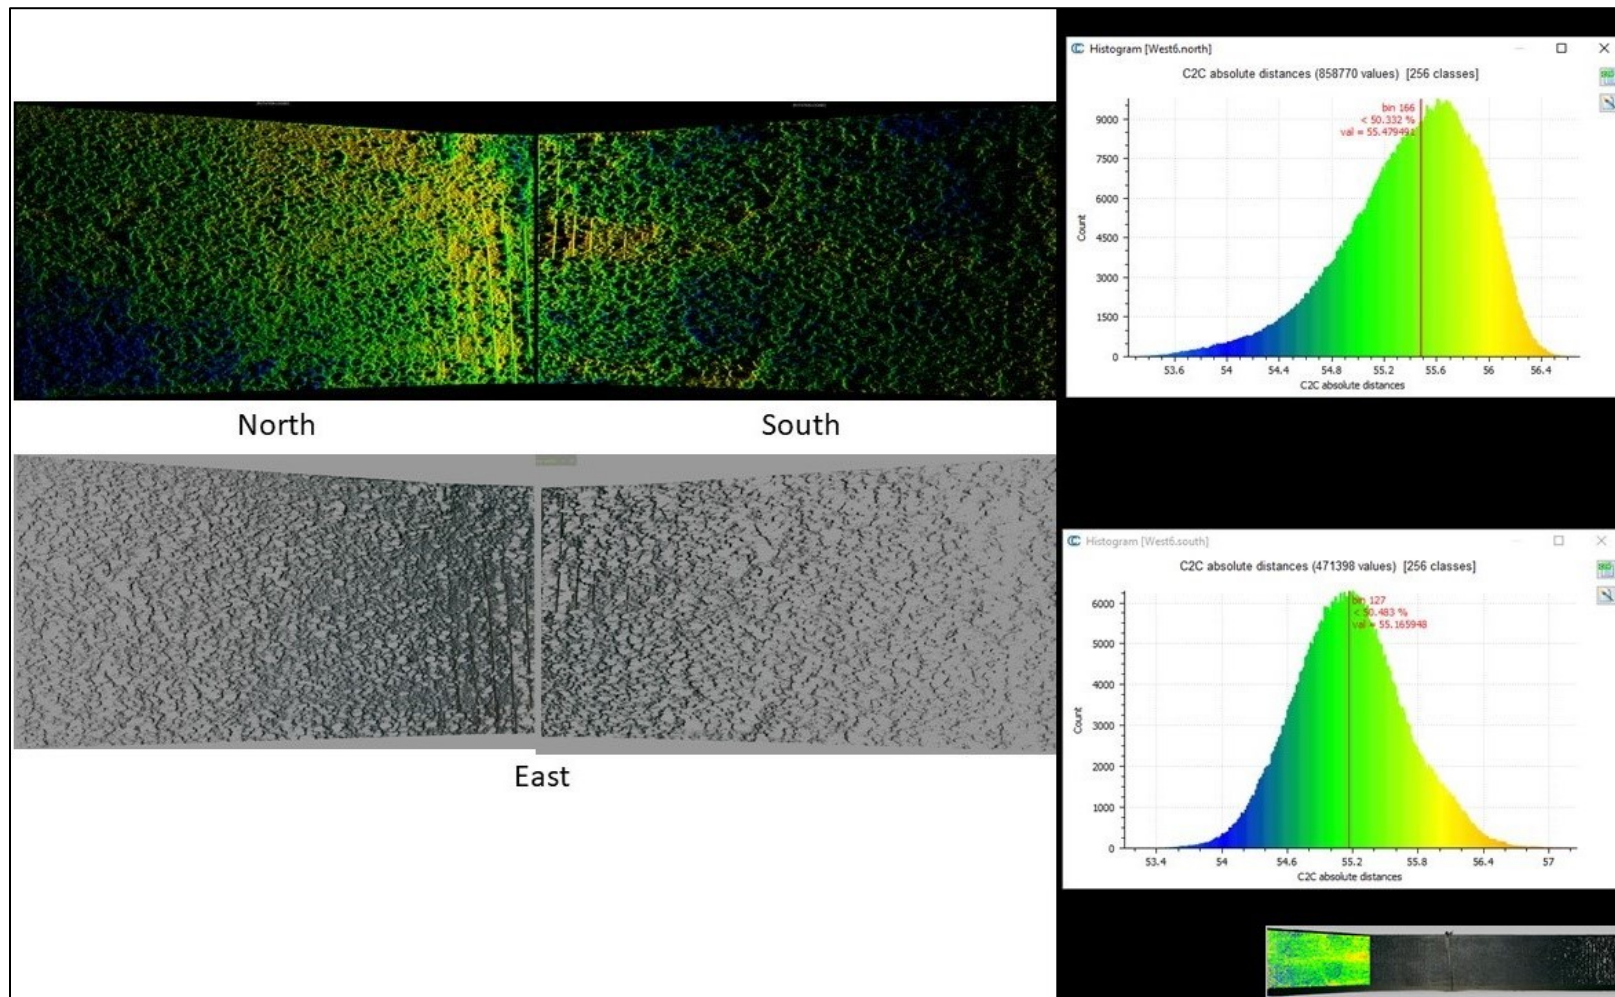 North
South
East
Histogram [West6.north]
C2C absolute distances (858770 values) [256 classes]
bin 166
< 50.332 %
val = 55.479491
9000
7500
6000
4500
3000
1500
0
Count
53.6 54 54.4 54.8 55.2 55.6 56 56.4
C2C absolute distances
Histogram [West6.south]
C2C absolute distances (471398 values) [256 classes]
bin 127
< 50.483 %
val = 55.165948
6000
5000
4000
3000
2000
1000
0
Count
53.4 54 54.6 55.2 55.8 56.4 57
C2C absolute distances